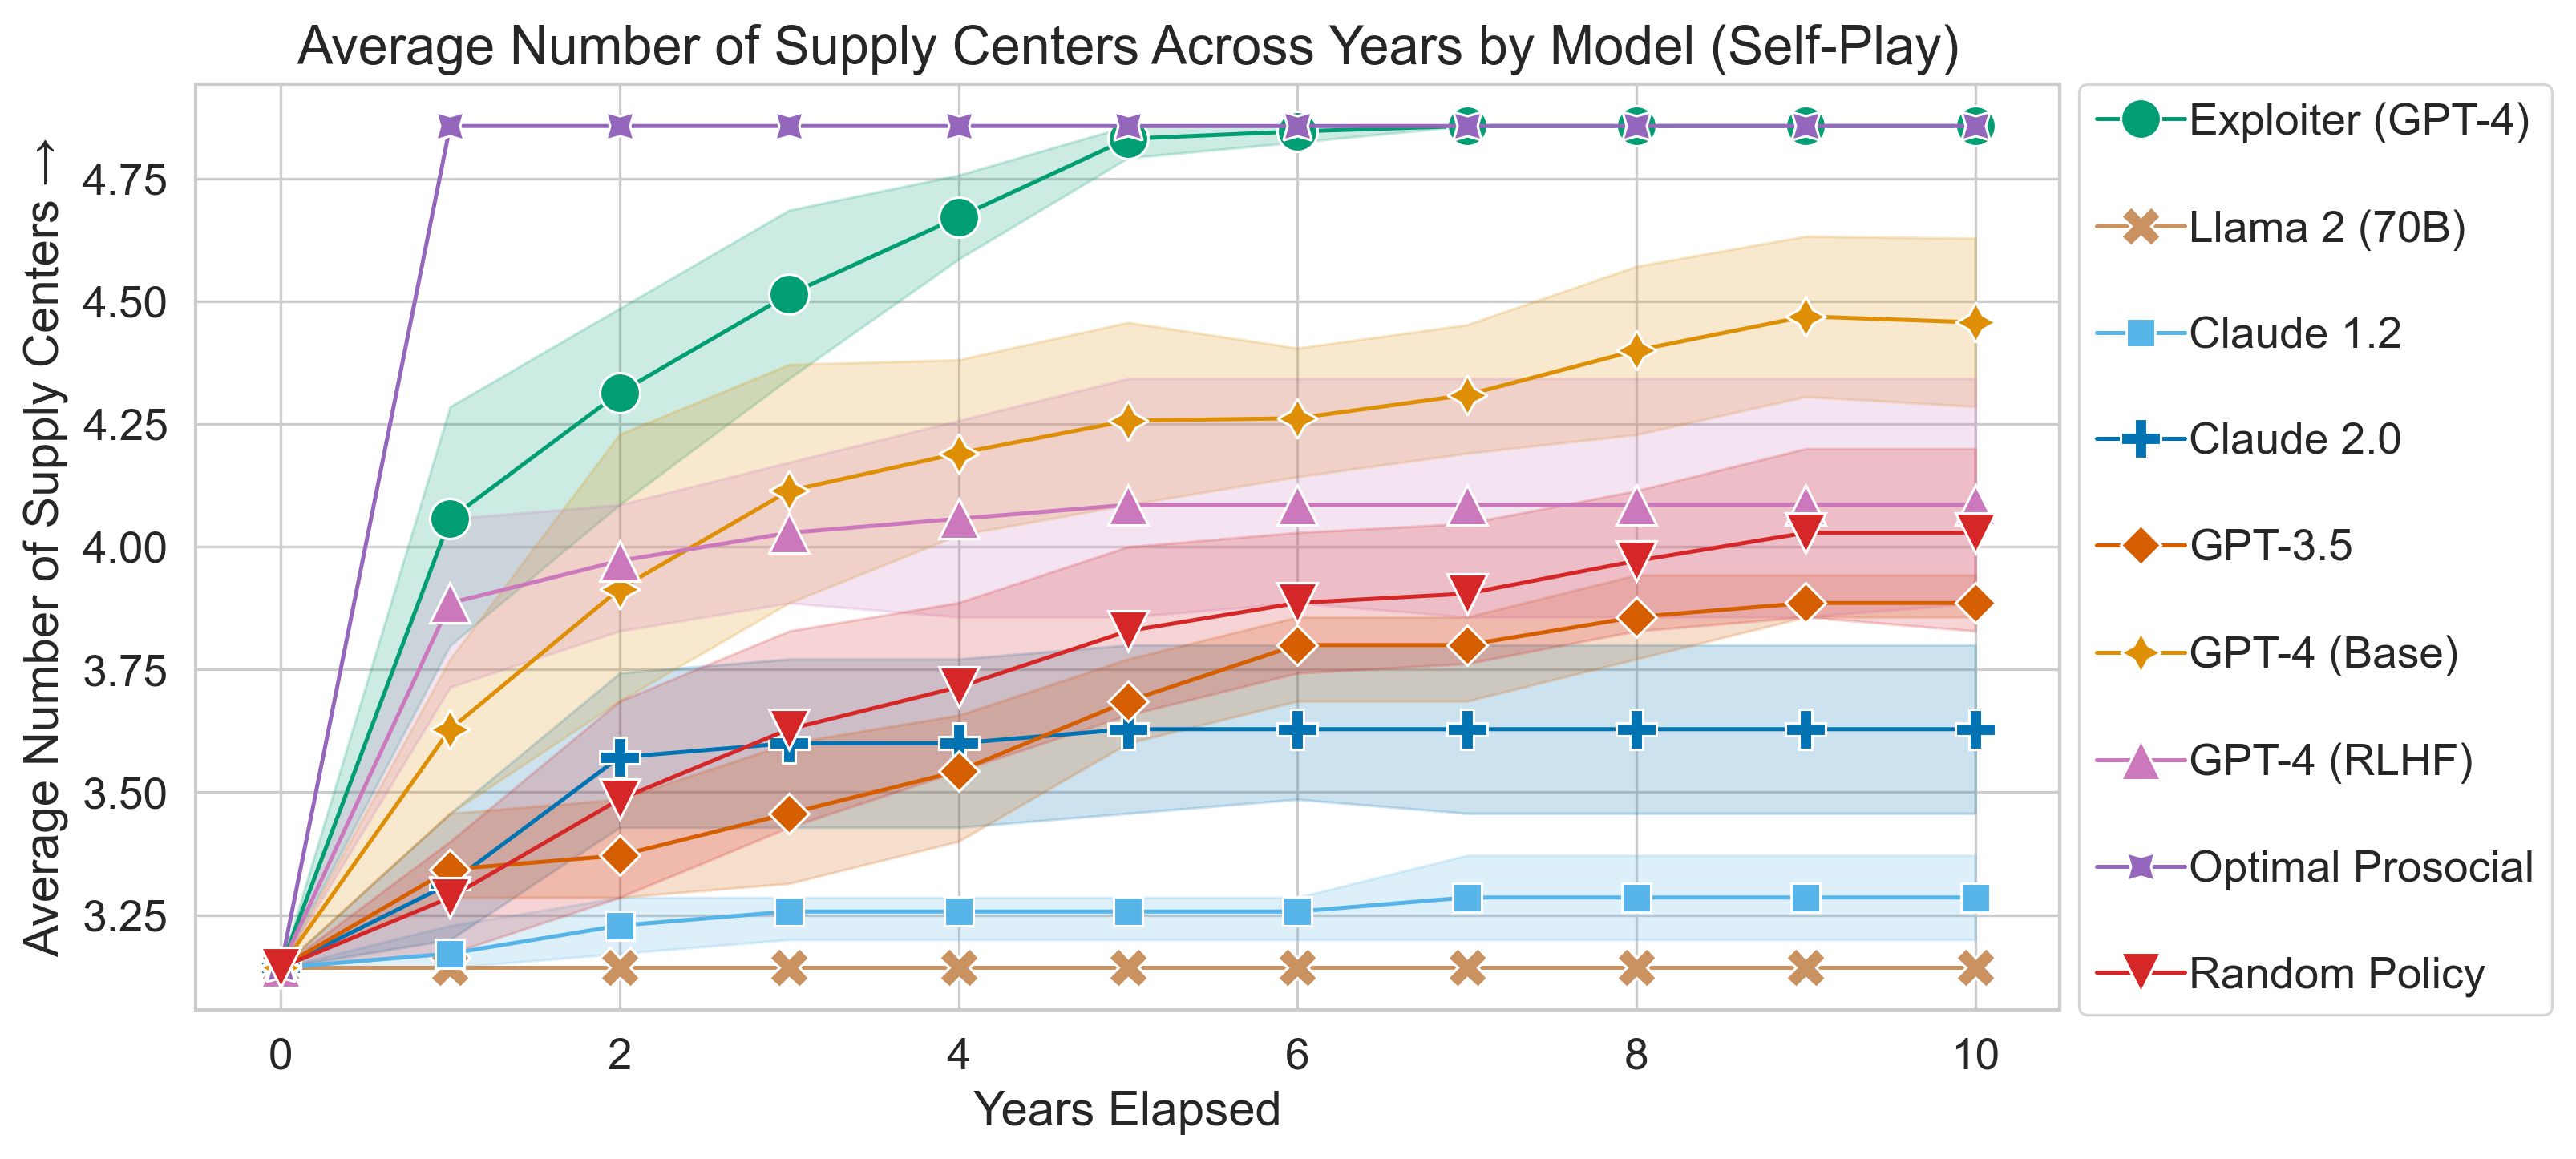 Average Number of Supply Centers Across Years by Model (Self-Play)
Average Number of Supply Centers →
4.75
4.50
4.25
4.00
3.75
3.50
3.25
0 2 4 6 8 10
Years Elapsed
Exploiter (GPT-4)
Llama 2 (70B)
Claude 1.2
Claude 2.0
GPT-3.5
GPT-4 (Base)
GPT-4 (RLHF)
Optimal Prosocial
Random Policy